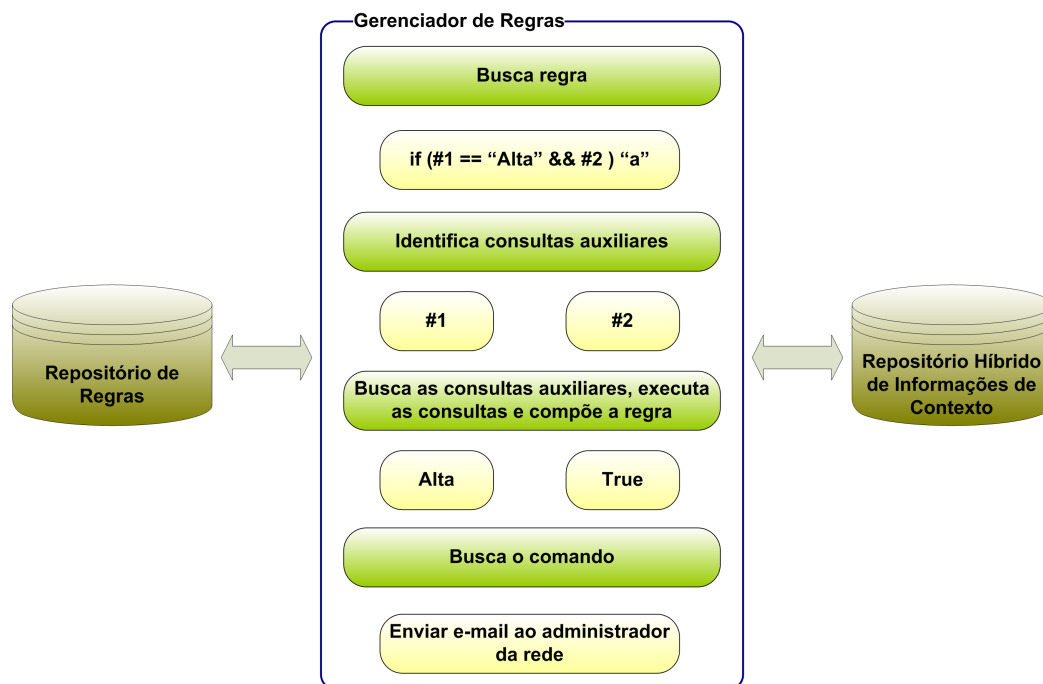 Gerenciador de Regras
Busca regra
if (#1 == “Alta” && #2 ) “a”
Identifica consultas auxiliares
#1
#2
Repositório de
Regras
Repositório Híbrido
de Informações de
Contexto
Busca as consultas auxiliares, executa
as consultas e compõe a regra
Alta
True
Busca o comando
Enviar e-mail ao administrador
da rede